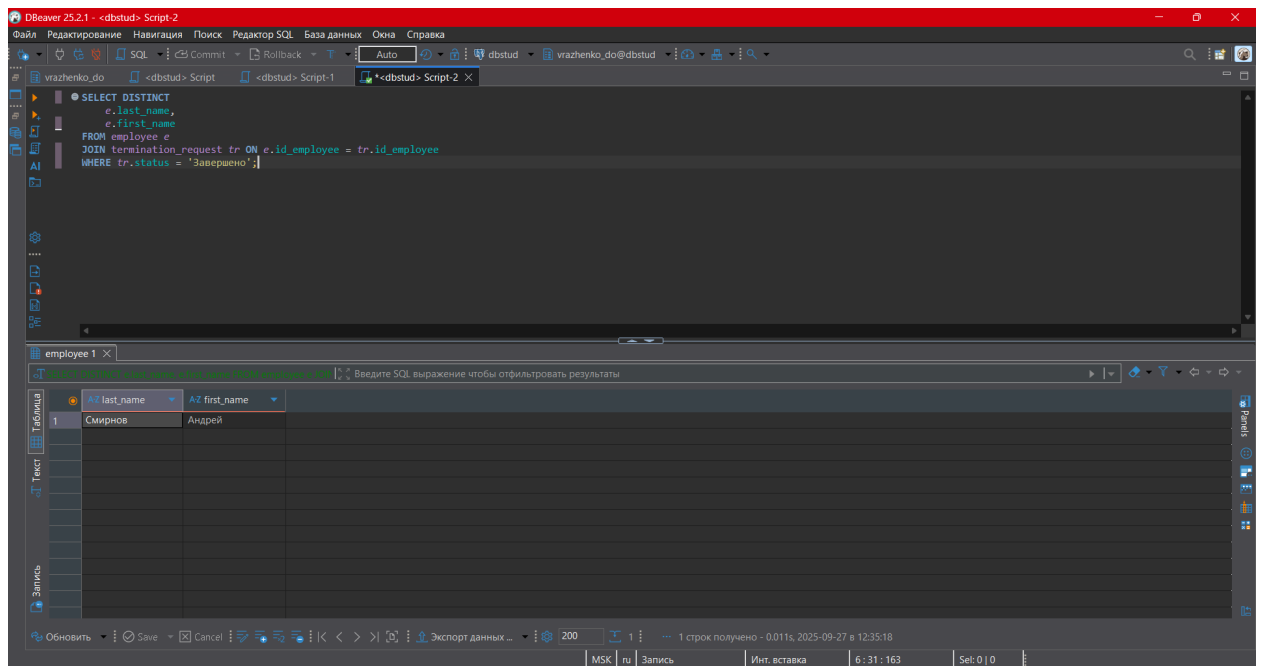 DBeaver 25.2.1 - <dbstud> Script-2
Файл Редактирование Навигация Поиск Редактор SQL База данных Окна Справка
SQL Commit Rollback T Auto dbstud vrazhenko_do@dbstud
vrazhenko_do <dbstud> Script <dbstud> Script-1 *<dbstud> Script-2
SELECT DISTINCT
e.last_name,
e.first_name
FROM employee e
JOIN termination_request tr ON e.id_employee = tr.id_employee
WHERE tr.status = 'Завершено';
AI
employee 1
Введите SQL выражение чтобы отфильтровать результаты
Таблица
Текст
Запись
A-Z last_name A-Z first_name
1 Смирнов Андрей
Panels
Обновить Save Cancel Экспорт данных ... 200 1 ... 1 строк получено - 0.011s, 2025-09-27 в 12:35:18
MSK ru Запись Инт. вставка 6 : 31 : 163 Sel: 0 | 0